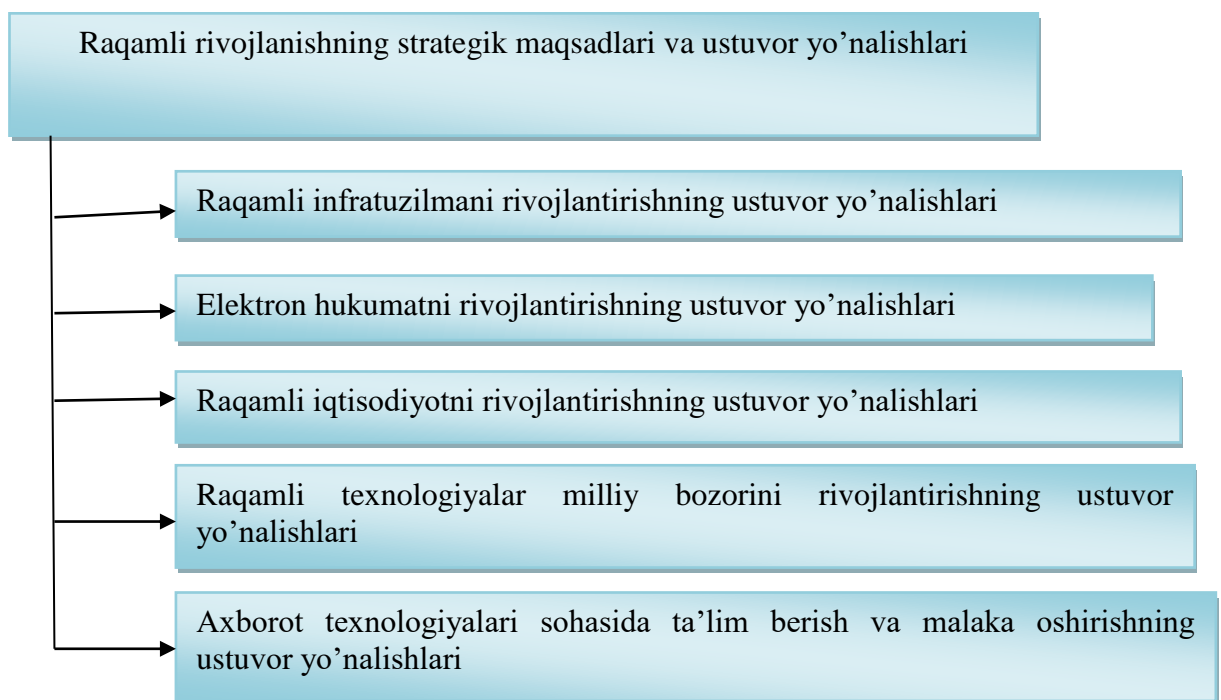 Raqamli rivojlanishning strategik maqsadlari va ustuvor yo’nalishlari
Raqamli infratuzilmani rivojlantirishning ustuvor yo’nalishlari
Elektron hukumatni rivojlantirishning ustuvor yo’nalishlari
Raqamli iqtisodiyotni rivojlantirishning ustuvor yo’nalishlari
Raqamli texnologiyalar milliy bozorini rivojlantirishning ustuvor
yo’nalishlari
Axborot texnologiyalari sohasida ta’lim berish va malaka oshirishning
ustuvor yo’nalishlari